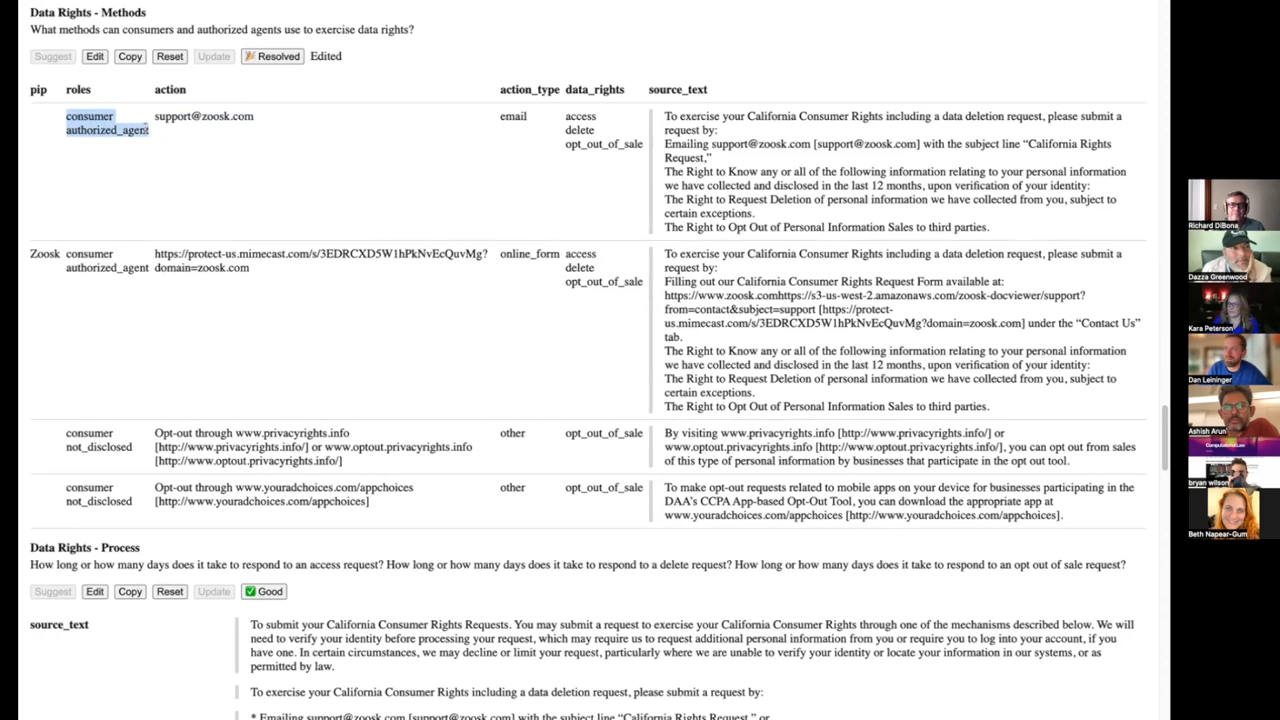 Data Rights - Methods
What methods can consumers and authorized agents use to exercise data rights?
Suggest Edit Copy Reset Update 🎉 Resolved Edited
pip roles action action_type data_rights source_text
consumer
authorized_agent
support@zoosk.com
email
access
delete
opt_out_of_sale
To exercise your California Consumer Rights including a data deletion request, please submit a
request by:
Emailing support@zoosk.com [support@zoosk.com] with the subject line “California Rights
Request,”
The Right to Know any or all of the following information relating to your personal information
we have collected and disclosed in the last 12 months, upon verification of your identity:
The Right to Request Deletion of personal information we have collected from you, subject to
certain exceptions.
The Right to Opt Out of Personal Information Sales to third parties.
Zoosk
consumer
authorized_agent
https://protect-us.mimecast.com/s/3EDRCXD5W1hPkNvEcQuvMg?
domain=zoosk.com
online_form
access
delete
opt_out_of_sale
To exercise your California Consumer Rights including a data deletion request, please submit a
request by:
Filling out our California Consumer Rights Request Form available at:
https://www.zoosk.comhttps://s3-us-west-2.amazonaws.com/zoosk-docviewer/support?
from=contact&subject=support [https://protect-
us.mimecast.com/s/3EDRCXD5W1hPkNvEcQuvMg?domain=zoosk.com] under the “Contact Us”
tab.
The Right to Know any or all of the following information relating to your personal information
we have collected and disclosed in the last 12 months, upon verification of your identity:
The Right to Request Deletion of personal information we have collected from you, subject to
certain exceptions.
The Right to Opt Out of Personal Information Sales to third parties.
consumer
not_disclosed
Opt-out through www.privacyrights.info
[http://www.privacyrights.info/] or www.optout.privacyrights.info
[http://www.optout.privacyrights.info/]
other
opt_out_of_sale
By visiting www.privacyrights.info [http://www.privacyrights.info/] or
www.optout.privacyrights.info [http://www.optout.privacyrights.info/], you can opt out from sales
of this type of personal information by businesses that participate in the opt out tool.
consumer
not_disclosed
Opt-out through www.youradchoices.com/appchoices
[http://www.youradchoices.com/appchoices]
other
opt_out_of_sale
To make opt-out requests related to mobile apps on your device for businesses participating in the
DAA’s CCPA App-based Opt-Out Tool, you can download the appropriate app at
www.youradchoices.com/appchoices [http://www.youradchoices.com/appchoices].
Data Rights - Process
How long or how many days does it take to respond to an access request? How long or how many days does it take to respond to a delete request? How long or how many days does it take to respond to an opt out of sale request?
Suggest Edit Copy Reset Update ✅ Good
source_text
To submit your California Consumer Rights Requests. You may submit a request to exercise your California Consumer Rights through one of the mechanisms described below. We will
need to verify your identity before processing your request, which may require us to request additional personal information from you or require you to log into your account, if you
have one. In certain circumstances, we may decline or limit your request, particularly where we are unable to verify your identity or locate your information in our systems, or as
permitted by law.
To exercise your California Consumer Rights including a data deletion request, please submit a request by:
* Emailing support@zoosk.com [support@zoosk.com] with the subject line “California Rights Request,” or
Richard DiBona
Dazza Greenwood
Kara Peterson
Dan Leininger
Ashish Arun
bryan wilson
Beth Napear-Gum